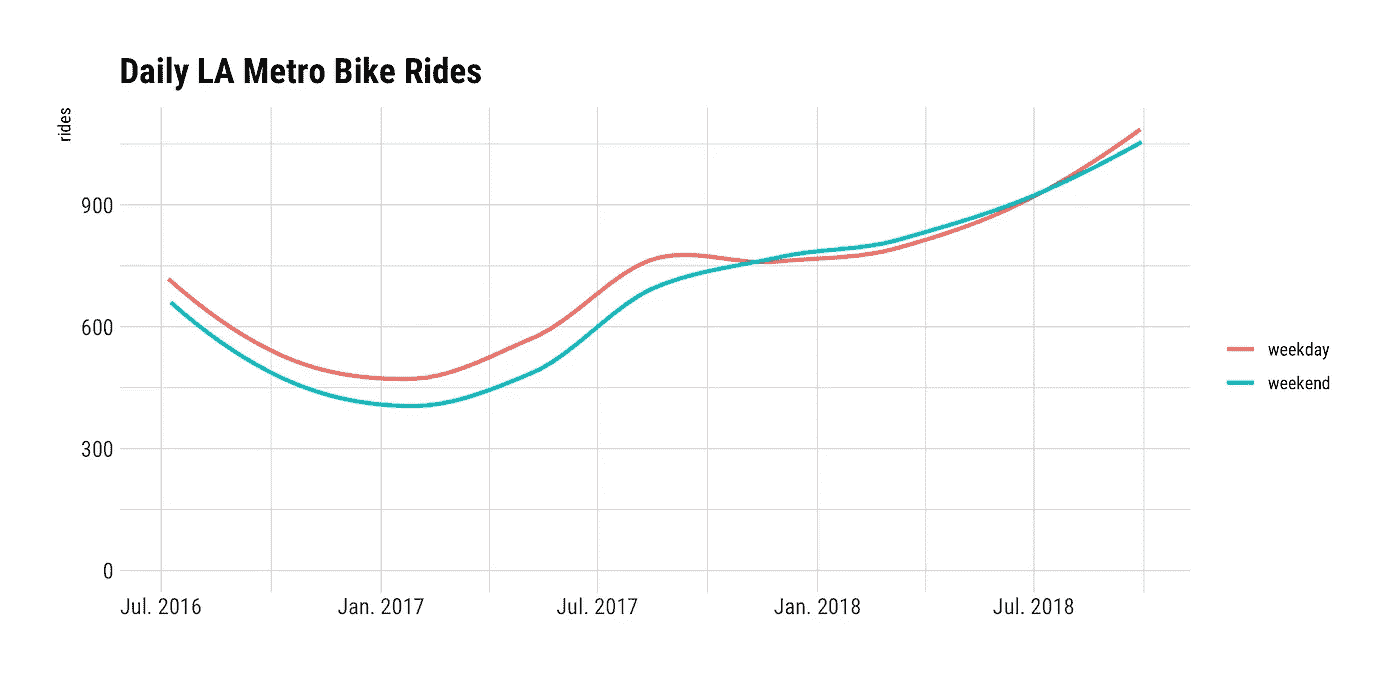 Daily LA Metro Bike Rides
rides
900
600
300
0
Jul. 2016 Jan. 2017 Jul. 2017 Jan. 2018 Jul. 2018
weekday
weekend